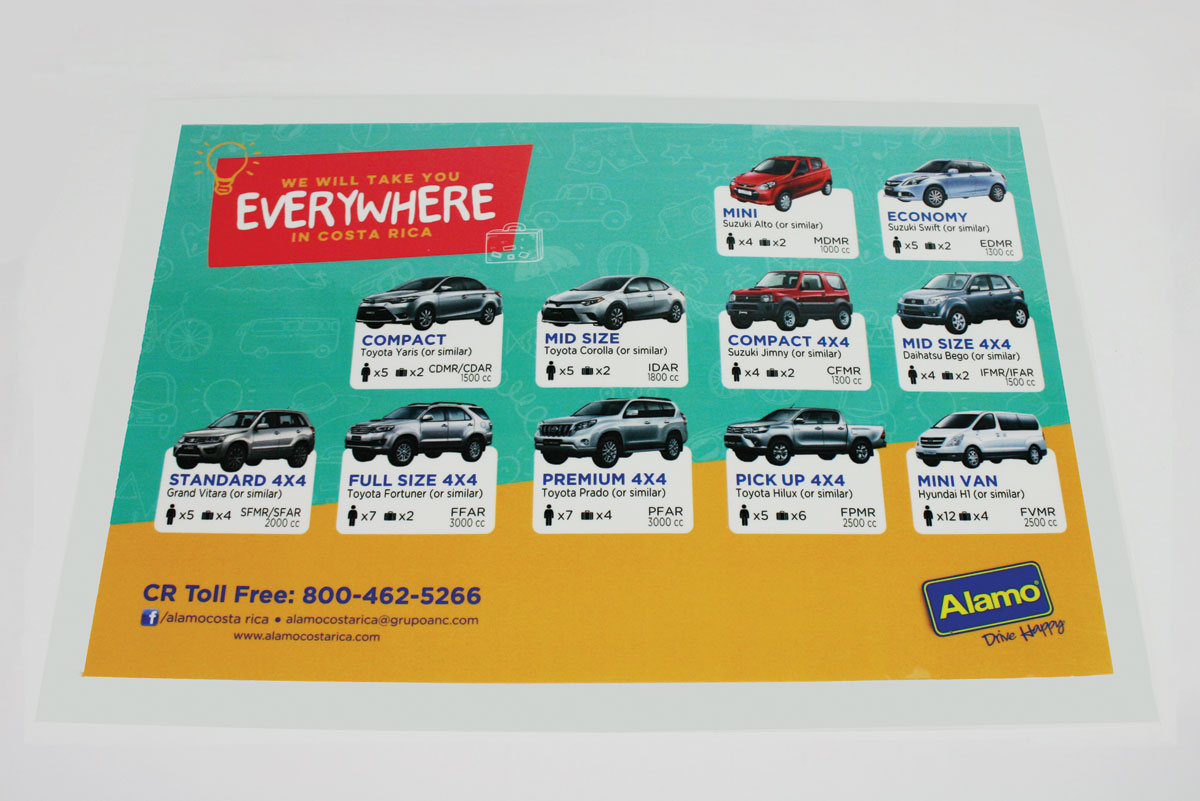 WE WILL TAKE YOU
EVERYWHERE
IN COSTA RICA
MINI
Suzuki Alto (or similar)
x4 x2 MDMR
1000 cc
ECONOMY
Suzuki Swift (or similar)
x5 x2 EDMR
1300 cc
COMPACT
Toyota Yaris (or similar)
x5 x2 CDMR/CDAR
1500 cc
MID SIZE
Toyota Corolla (or similar)
x5 x2 IDAR
1800 cc
COMPACT 4X4
Suzuki Jimny (or similar)
x4 x2 CFMR
1300 cc
MID SIZE 4X4
Daihatsu Bego (or similar)
x4 x2 IFMR/IFAR
1500 cc
STANDARD 4X4
Grand Vitara (or similar)
x5 x4 SFMR/SFAR
2000 cc
FULL SIZE 4X4
Toyota Fortuner (or similar)
x7 x2 FFAR
3000 cc
PREMIUM 4X4
Toyota Prado (or similar)
x7 x4 PFAR
3000 cc
PICK UP 4X4
Toyota Hilux (or similar)
x5 x6 FPMR
2500 cc
MINI VAN
Hyundai H1 (or similar)
x12 x4 FVMR
2500 cc
CR Toll Free: 800-462-5266
f /alamocosta rica • alamocostarica@grupoanc.com
www.alamocostarica.com
Alamo
Drive Happy